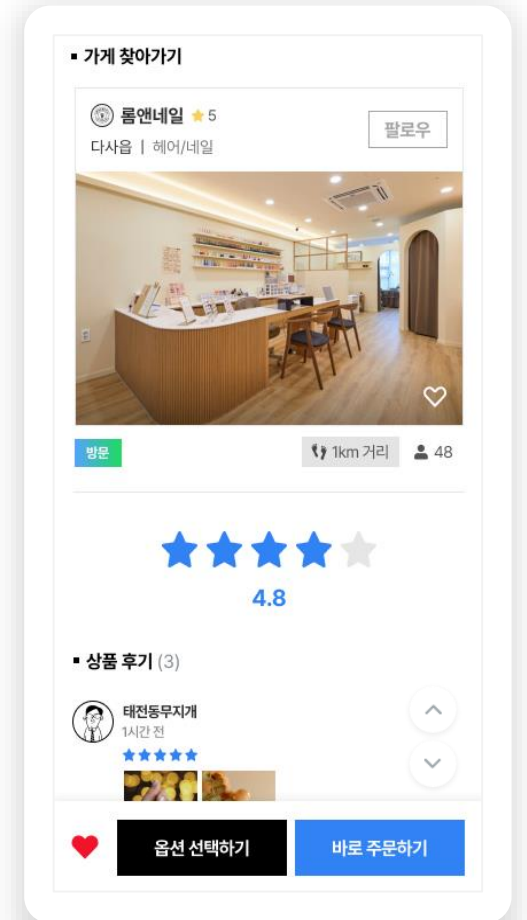 ▪ 가게 찾아가기
롬앤네일 ★ 5
팔로우
다사읍 | 헤어/네일
방문
1km 거리
48
4.8
▪ 상품 후기 (3)
태전동무지개
1시간 전
옵션 선택하기
바로 주문하기